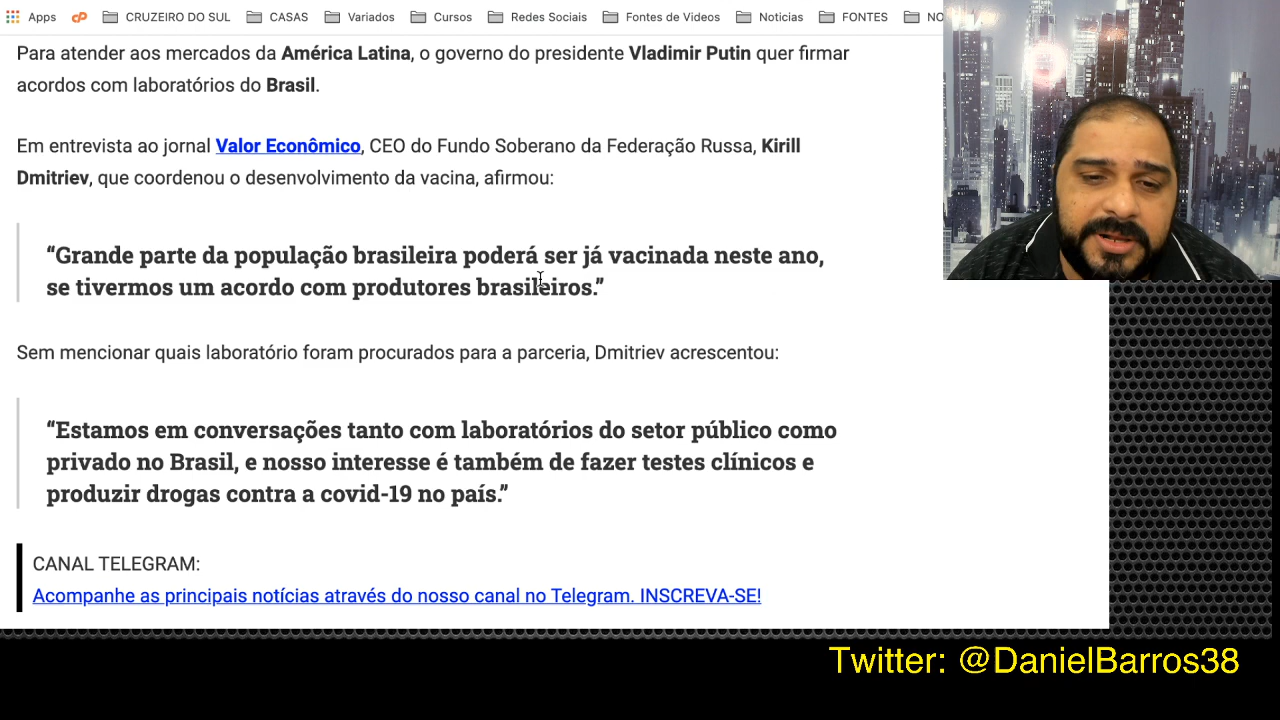 Apps CRUZEIRO DO SUL CASAS Variados Cursos Redes Sociais Fontes de Videos Noticias FONTES NO
Para atender aos mercados da América Latina, o governo do presidente Vladimir Putin quer firmar
acordos com laboratórios do Brasil.
Em entrevista ao jornal Valor Econômico, CEO do Fundo Soberano da Federação Russa, Kirill
Dmitriev, que coordenou o desenvolvimento da vacina, afirmou:
“Grande parte da população brasileira poderá ser já vacinada neste ano,
se tivermos um acordo com produtores brasileiros.”
Sem mencionar quais laboratório foram procurados para a parceria, Dmitriev acrescentou:
“Estamos em conversações tanto com laboratórios do setor público como
privado no Brasil, e nosso interesse é também de fazer testes clínicos e
produzir drogas contra a covid-19 no país.”
CANAL TELEGRAM:
Acompanhe as principais notícias através do nosso canal no Telegram. INSCREVA-SE!
Twitter: @DanielBarros38